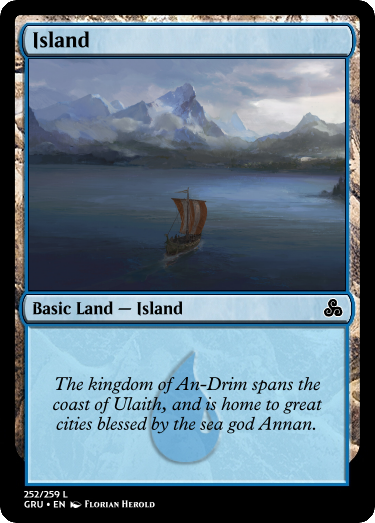 Island
Basic Land — Island
The kingdom of An-Drim spans the
coast of Ulaith, and is home to great
cities blessed by the sea god Annan.
252/259 L
GRU • EN Florian Herold